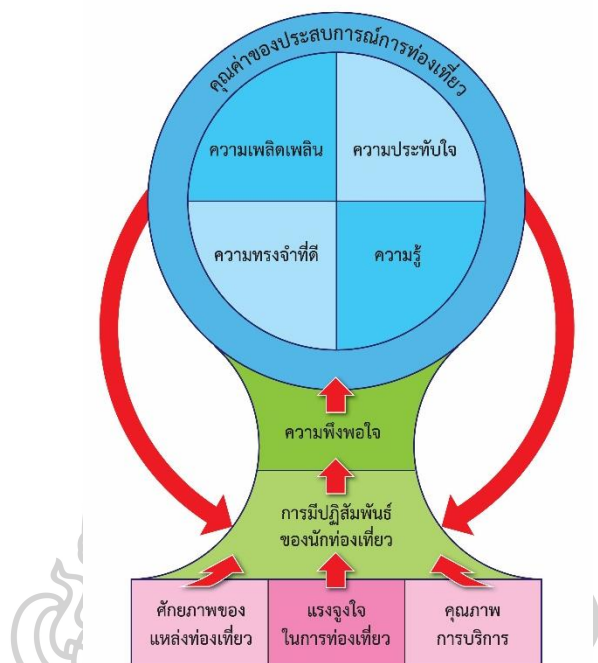 คุณค่าของประสบการณ์การท่องเที่ยว
ความเพลิดเพลิน
ความประทับใจ
ความทรงจำที่ดี
ความรู้
ความพึงพอใจ
การมีปฏิสัมพันธ์
ของนักท่องเที่ยว
ศักยภาพของ
แหล่งท่องเที่ยว
แรงจูงใจ
ในการท่องเที่ยว
คุณภาพ
การบริการ